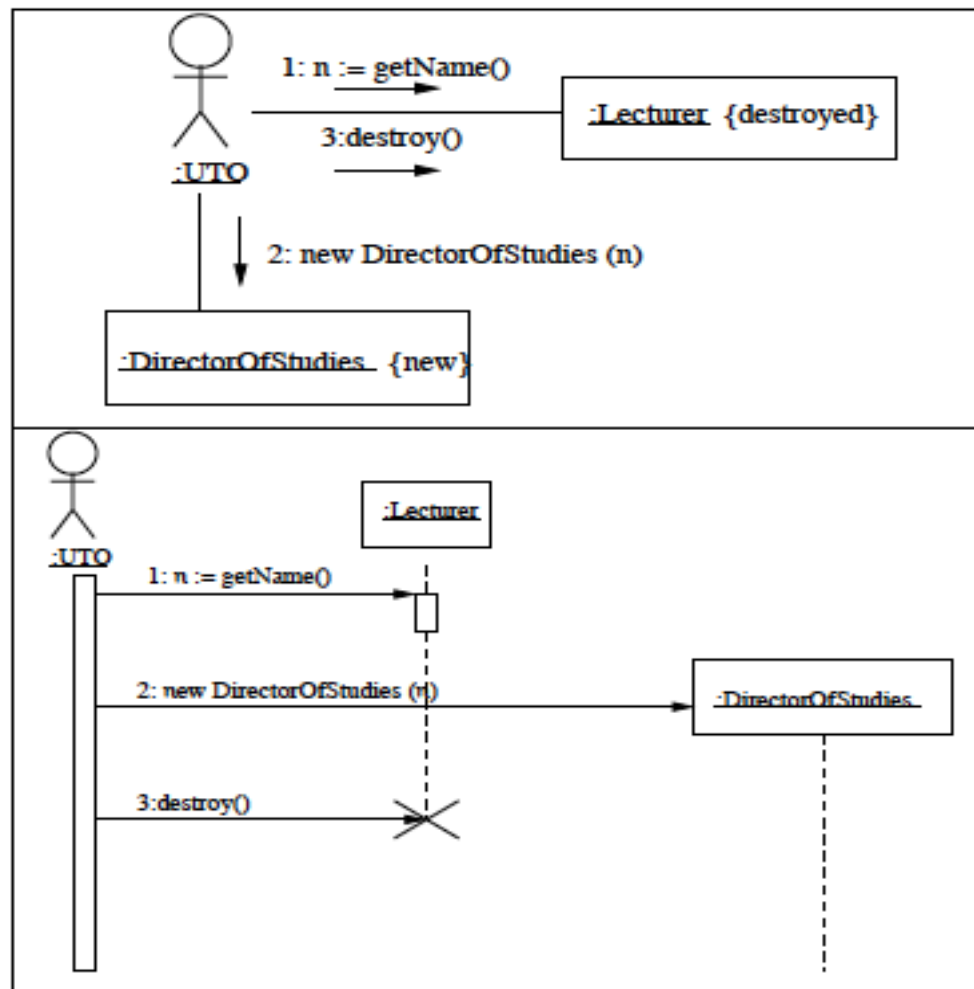 1: n := getName()
:Lecturer {destroyed}
3:destroy()
:UTO
2: new DirectorOfStudies (n)
:DirectorOfStudies {new}
:Lecturer
:UTO
1: n := getName()
2: new DirectorOfStudies (n)
:DirectorOfStudies
3:destroy()